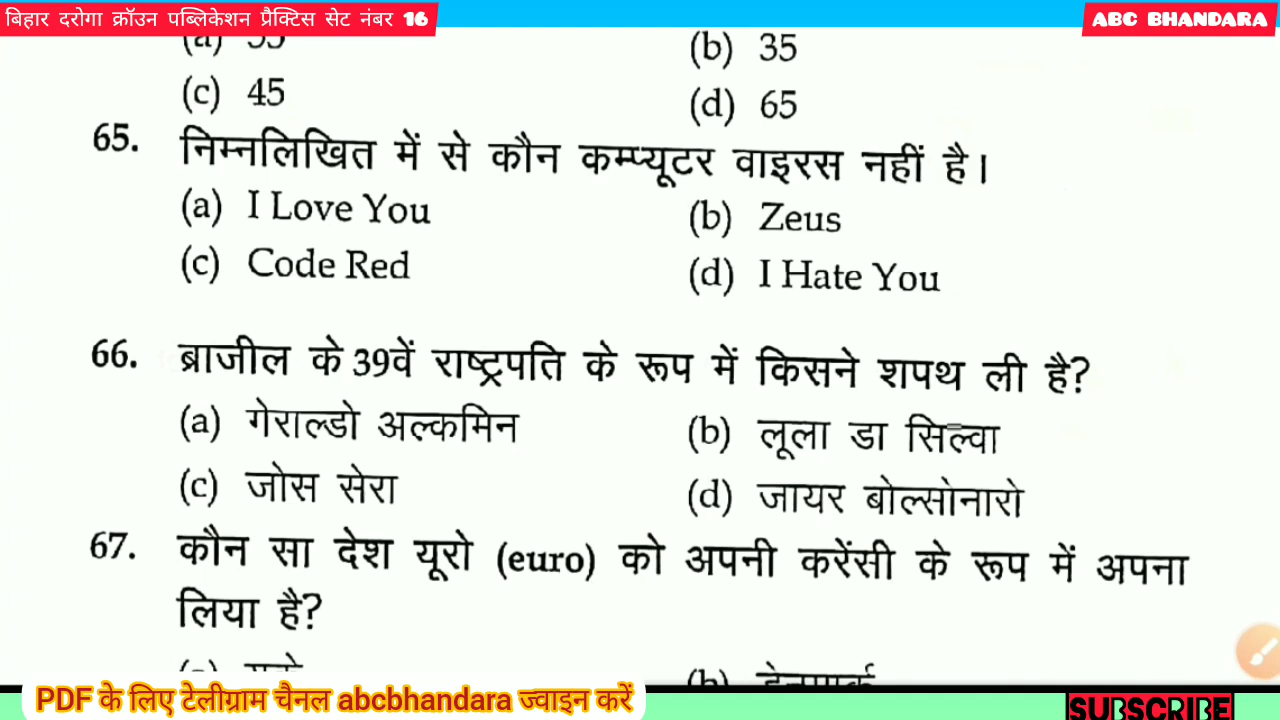 बिहार दरोगा क्रॉउन पब्लिकेशन प्रैक्टिस सेट नंबर 16
ABC BHANDARA
(b) 35
(c) 45 (d) 65
65. निम्नलिखित में से कौन कम्प्यूटर वाइरस नहीं है।
(a) I Love You (b) Zeus
(c) Code Red (d) I Hate You
66. ब्राजील के 39वें राष्ट्रपति के रूप में किसने शपथ ली है?
(a) गेराल्डो अल्कमिन (b) लूला डा सिल्वा
(c) जोस सेरा (d) जायर बोल्सोनारो
67. कौन सा देश यूरो (euro) को अपनी करेंसी के रूप में अपना
लिया है?
PDF के लिए टेलीग्राम चैनल abcbhandara ज्वाइन करें
SUBSCRIBE